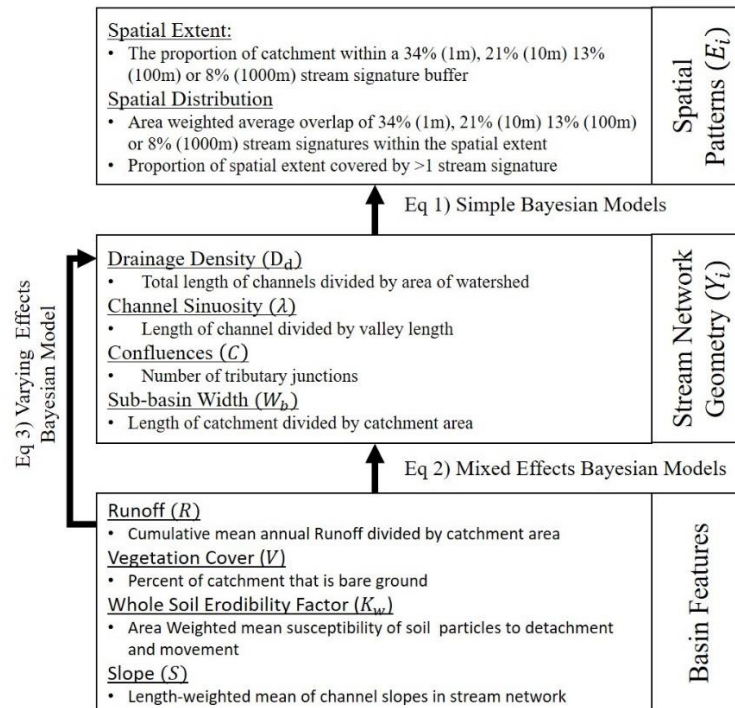 Spatial Extent:
• The proportion of catchment within a 34% (1m), 21% (10m) 13%
(100m) or 8% (1000m) stream signature buffer
Spatial Distribution
• Area weighted average overlap of 34% (1m), 21% (10m) 13% (100m)
or 8% (1000m) stream signatures within the spatial extent
• Proportion of spatial extent covered by >1 stream signature
Spatial
Patterns (E_i)
Eq 1) Simple Bayesian Models
Drainage Density (D_d)
• Total length of channels divided by area of watershed
Channel Sinuosity (λ)
• Length of channel divided by valley length
Confluences (C)
• Number of tributary junctions
Sub-basin Width (W_b)
• Length of catchment divided by catchment area
Stream Network
Geometry (Y_i)
Eq 3) Varying Effects
Bayesian Model
Eq 2) Mixed Effects Bayesian Models
Runoff (R)
• Cumulative mean annual Runoff divided by catchment area
Vegetation Cover (V)
• Percent of catchment that is bare ground
Whole Soil Erodibility Factor (K_w)
• Area Weighted mean susceptibility of soil particles to detachment
and movement
Slope (S)
• Length-weighted mean of channel slopes in stream network
Basin Features